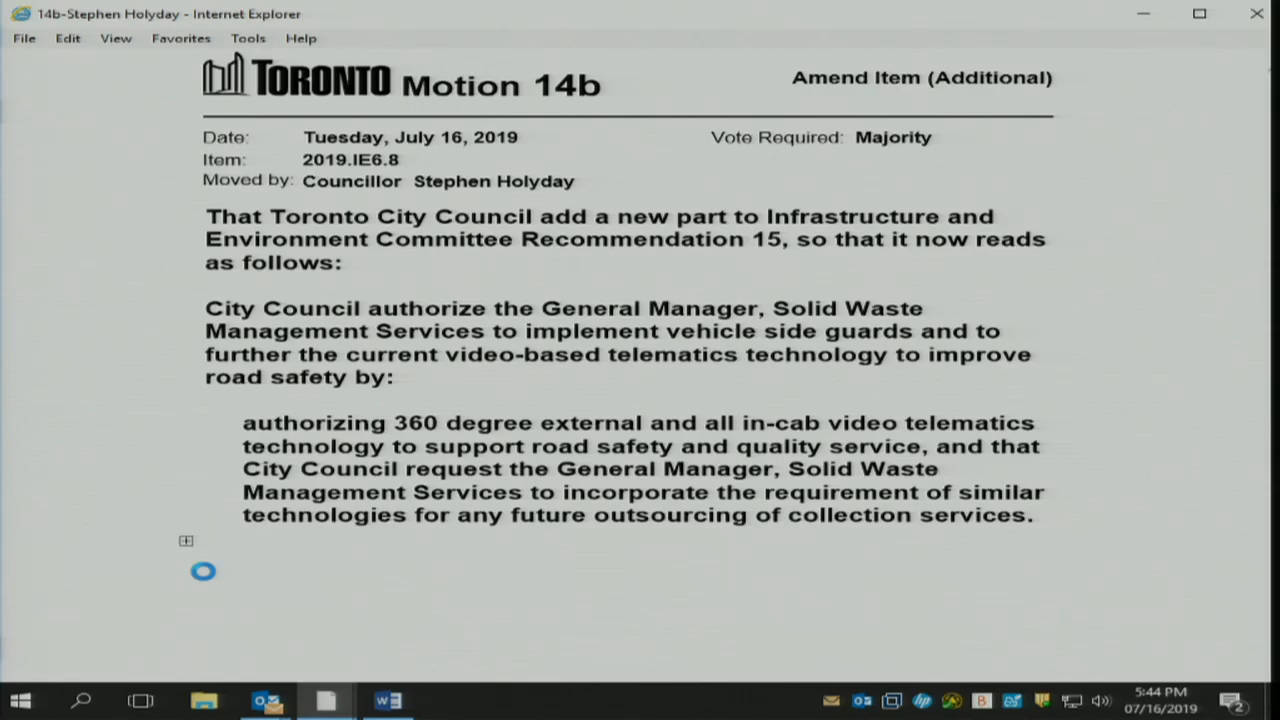 14b-Stephen Holyday - Internet Explorer
File Edit View Favorites Tools Help
TORONTO Motion 14b Amend Item (Additional)
Date: Tuesday, July 16, 2019 Vote Required: Majority
Item: 2019.IE6.8
Moved by: Councillor Stephen Holyday
That Toronto City Council add a new part to Infrastructure and
Environment Committee Recommendation 15, so that it now reads
as follows:
City Council authorize the General Manager, Solid Waste
Management Services to implement vehicle side guards and to
further the current video-based telematics technology to improve
road safety by:
authorizing 360 degree external and all in-cab video telematics
technology to support road safety and quality service, and that
City Council request the General Manager, Solid Waste
Management Services to incorporate the requirement of similar
technologies for any future outsourcing of collection services.
5:44 PM
07/16/2019
2